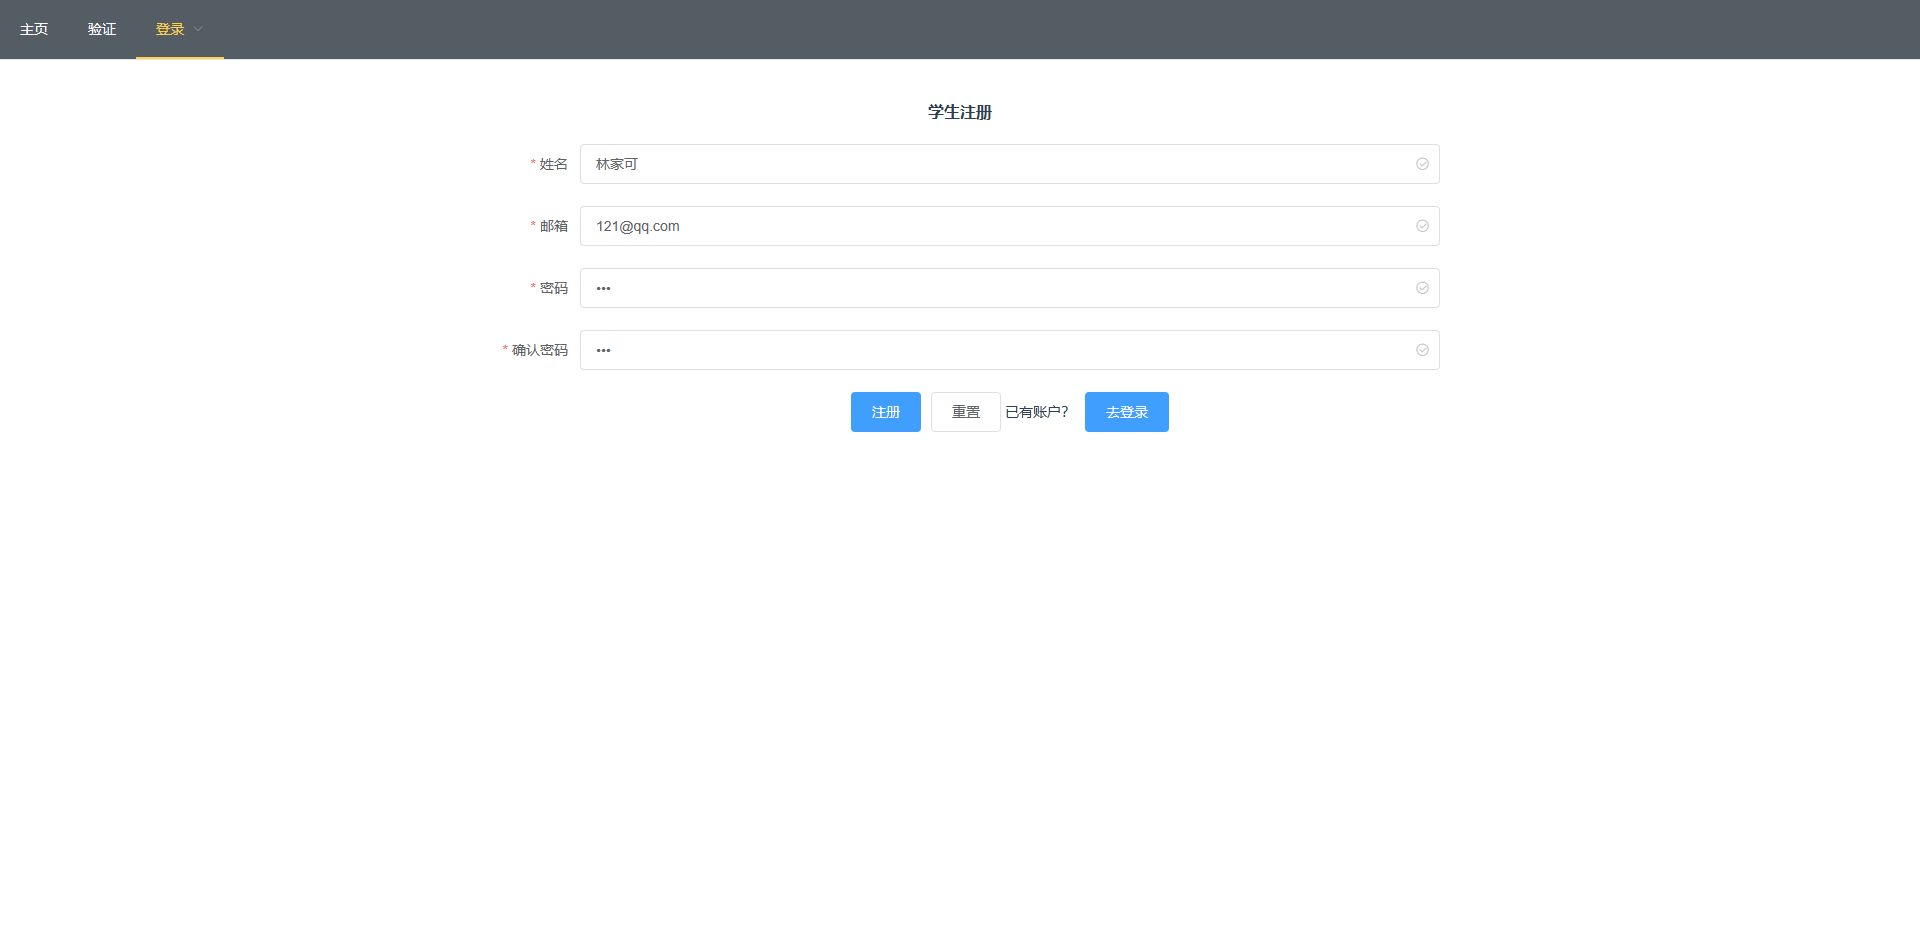 主页 验证 登录
学生注册
* 姓名 林家可
* 邮箱 121@qq.com
* 密码 •••
* 确认密码 •••
注册 重置 已有账户? 去登录